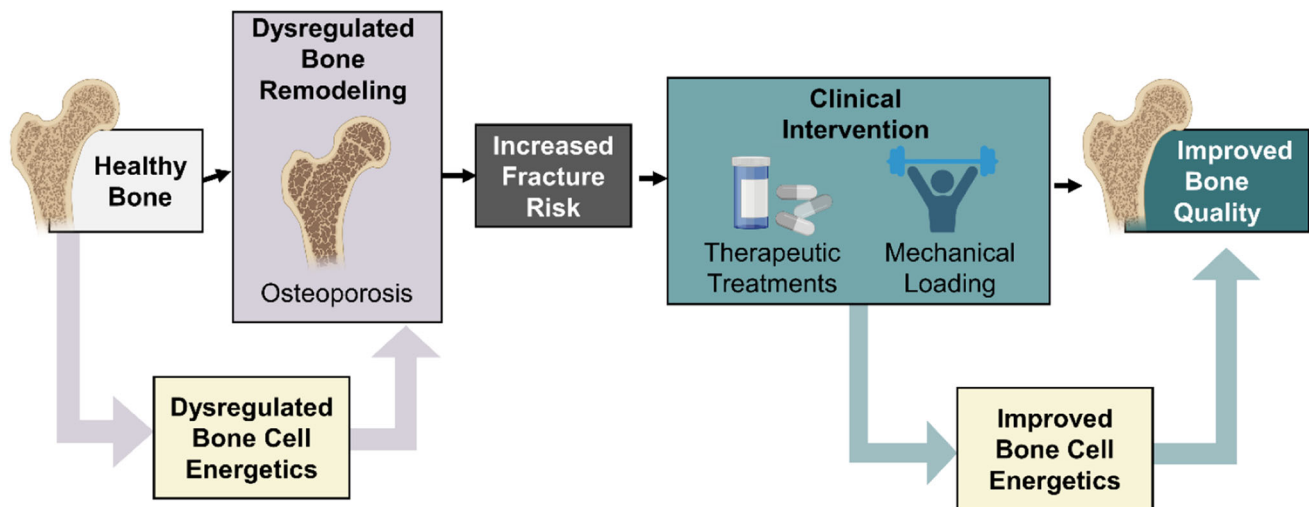 Healthy
Bone
Dysregulated
Bone
Remodeling
Osteoporosis
Increased
Fracture
Risk
Clinical
Intervention
Therapeutic
Treatments
Mechanical
Loading
Improved
Bone
Quality
Dysregulated
Bone Cell
Energetics
Improved
Bone Cell
Energetics